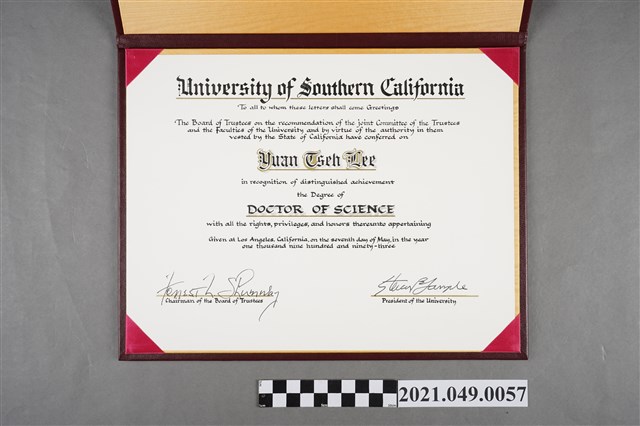 University of Southern California
To all to whom these letters shall come Greetings
The Board of Trustees on the recommendation of the Joint Committee of the Trustees
and the Faculties of the University and by virtue of the authority in them
vested by the State of California have conferred on
Yuan Tseh Lee
in recognition of distinguished achievement
the Degree of
DOCTOR OF SCIENCE
with all the rights, privileges, and honors thereunto appertaining
Given at Los Angeles, California, on the seventh day of May, in the year
one thousand nine hundred and ninety-three
Steven B Sample
Chairman of the Board of Trustees
President of the University
2021.049.0057